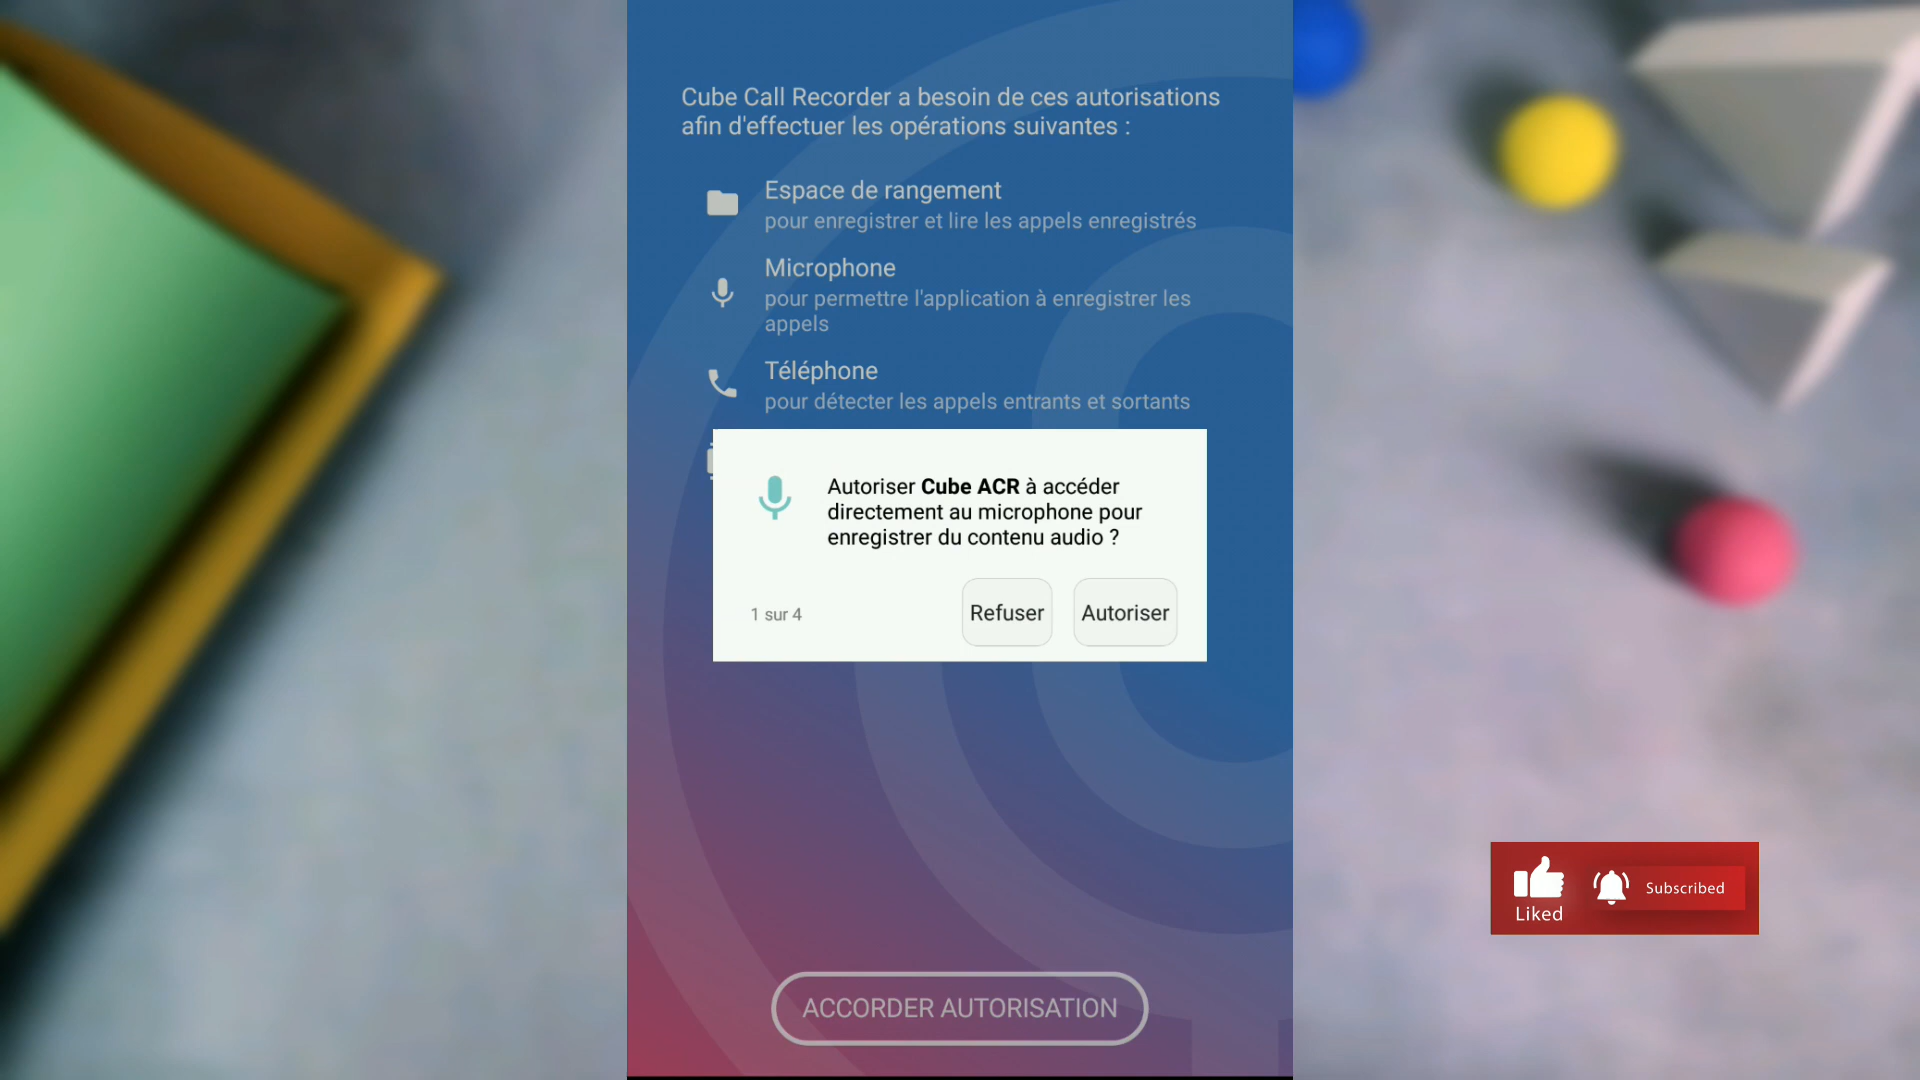 Cube Call Recorder a besoin de ces autorisations
afin d'effectuer les opérations suivantes :
Espace de rangement
pour enregistrer et lire les appels enregistrés
Microphone
pour permettre l'application à enregistrer les
appels
Téléphone
pour détecter les appels entrants et sortants
Autoriser Cube ACR à accéder
directement au microphone pour
enregistrer du contenu audio ?
1 sur 4
Refuser
Autoriser
Liked
Subscribed
ACCORDER AUTORISATION